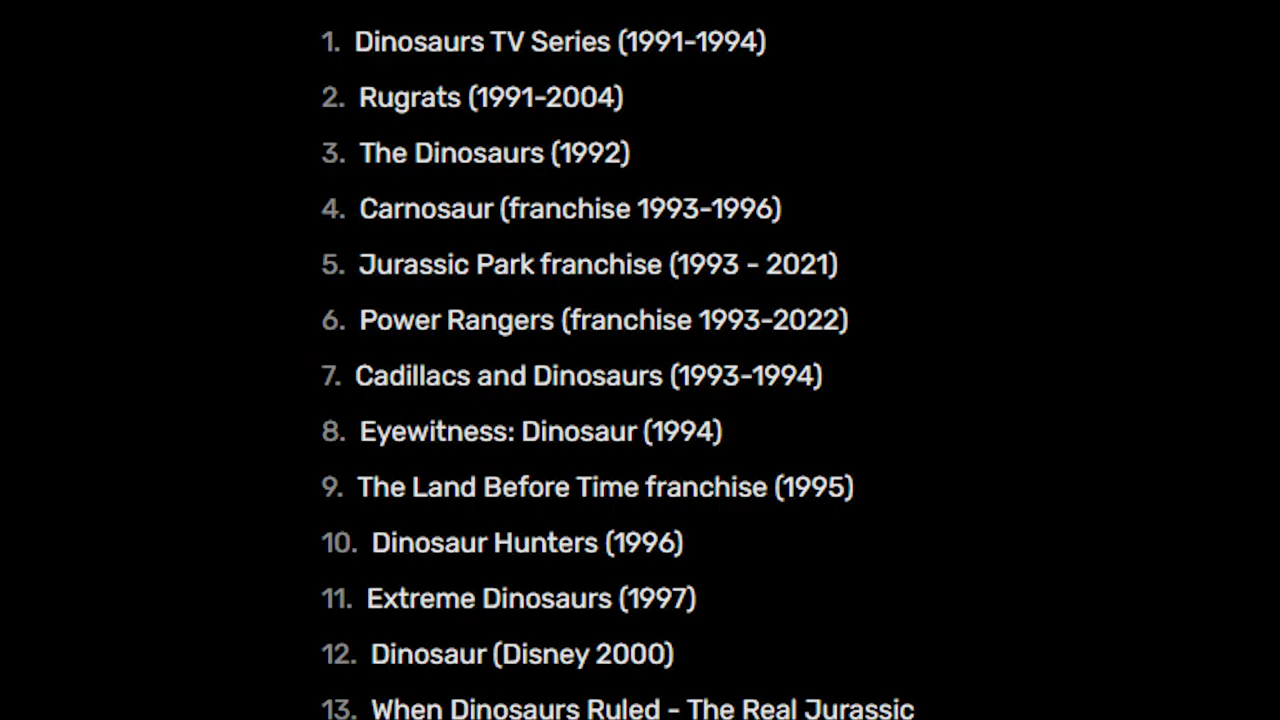 1. Dinosaurs TV Series (1991-1994)
2. Rugrats (1991-2004)
3. The Dinosaurs (1992)
4. Carnosaur (franchise 1993-1996)
5. Jurassic Park franchise (1993 - 2021)
6. Power Rangers (franchise 1993-2022)
7. Cadillacs and Dinosaurs (1993-1994)
8. Eyewitness: Dinosaur (1994)
9. The Land Before Time franchise (1995)
10. Dinosaur Hunters (1996)
11. Extreme Dinosaurs (1997)
12. Dinosaur (Disney 2000)
13. When Dinosaurs Ruled - The Real Jurassic